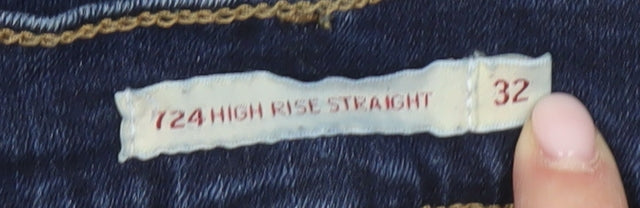 724 HIGH RISE STRAIGHT 32